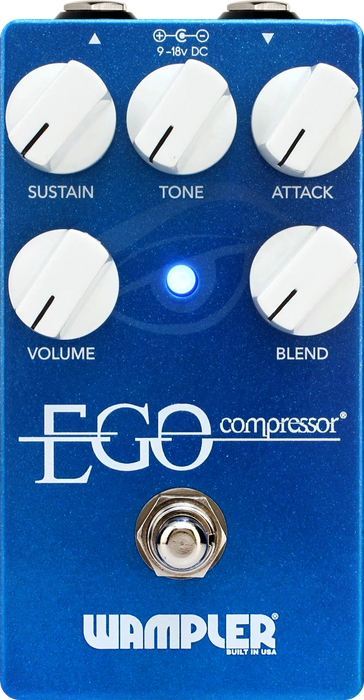 9-18v DC
SUSTAIN TONE ATTACK
VOLUME BLEND
EGO compressor®
WAMPLER®
BUILT IN USA